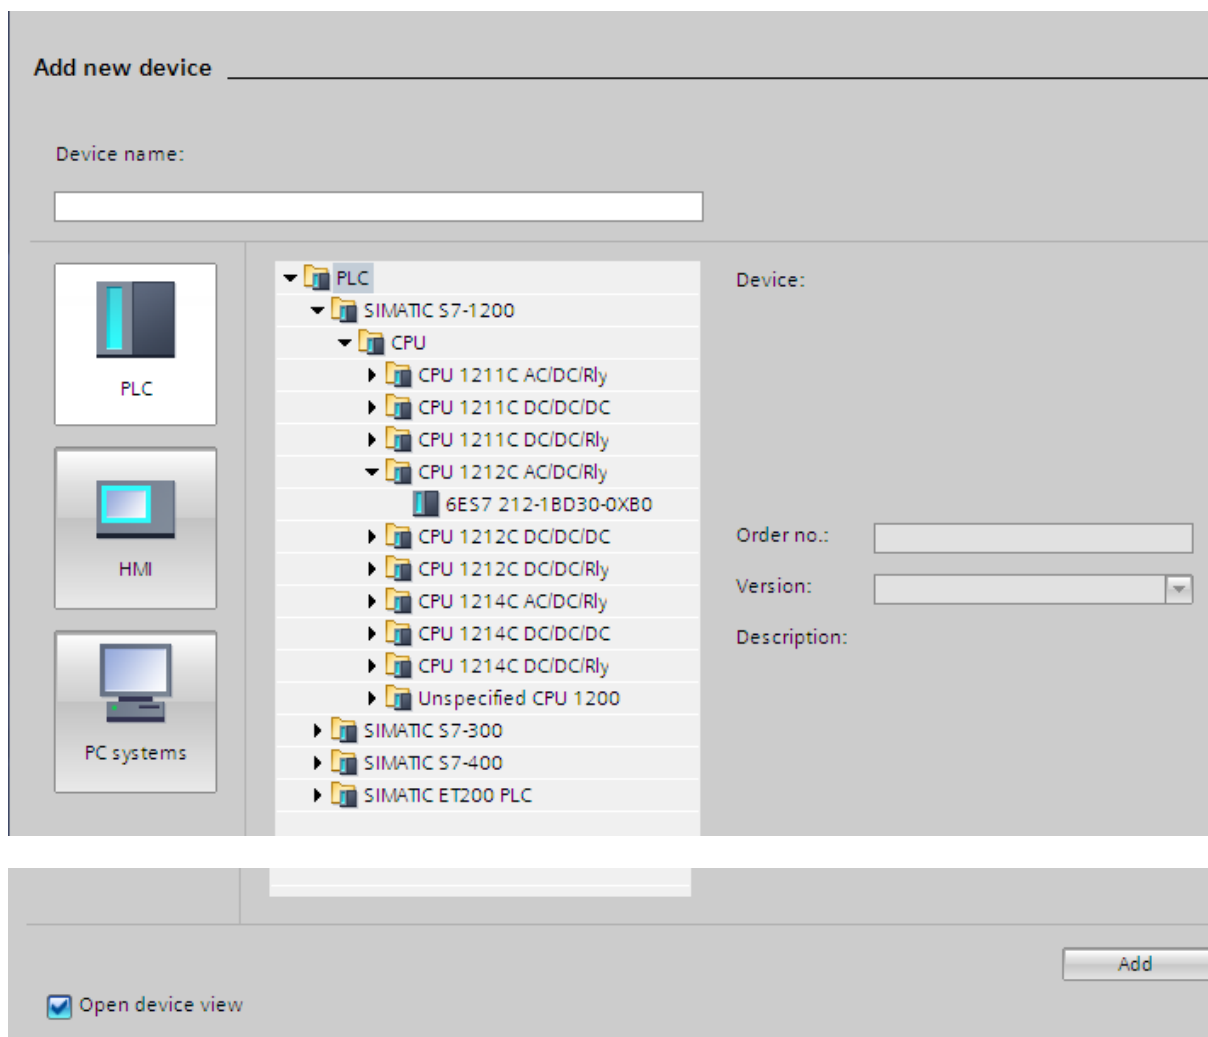 Add new device
Device name:
PLC
HMI
PC systems
PLC
SIMATIC S7-1200
CPU
CPU 1211C AC/DC/Rly
CPU 1211C DC/DC/DC
CPU 1211C DC/DC/Rly
CPU 1212C AC/DC/Rly
6ES7 212-1BD30-0XB0
CPU 1212C DC/DC/DC
CPU 1212C DC/DC/Rly
CPU 1214C AC/DC/Rly
CPU 1214C DC/DC/DC
CPU 1214C DC/DC/Rly
Unspecified CPU 1200
SIMATIC S7-300
SIMATIC S7-400
SIMATIC ET200 PLC
Device:
Order no.:
Version:
Description:
Add
Open device view